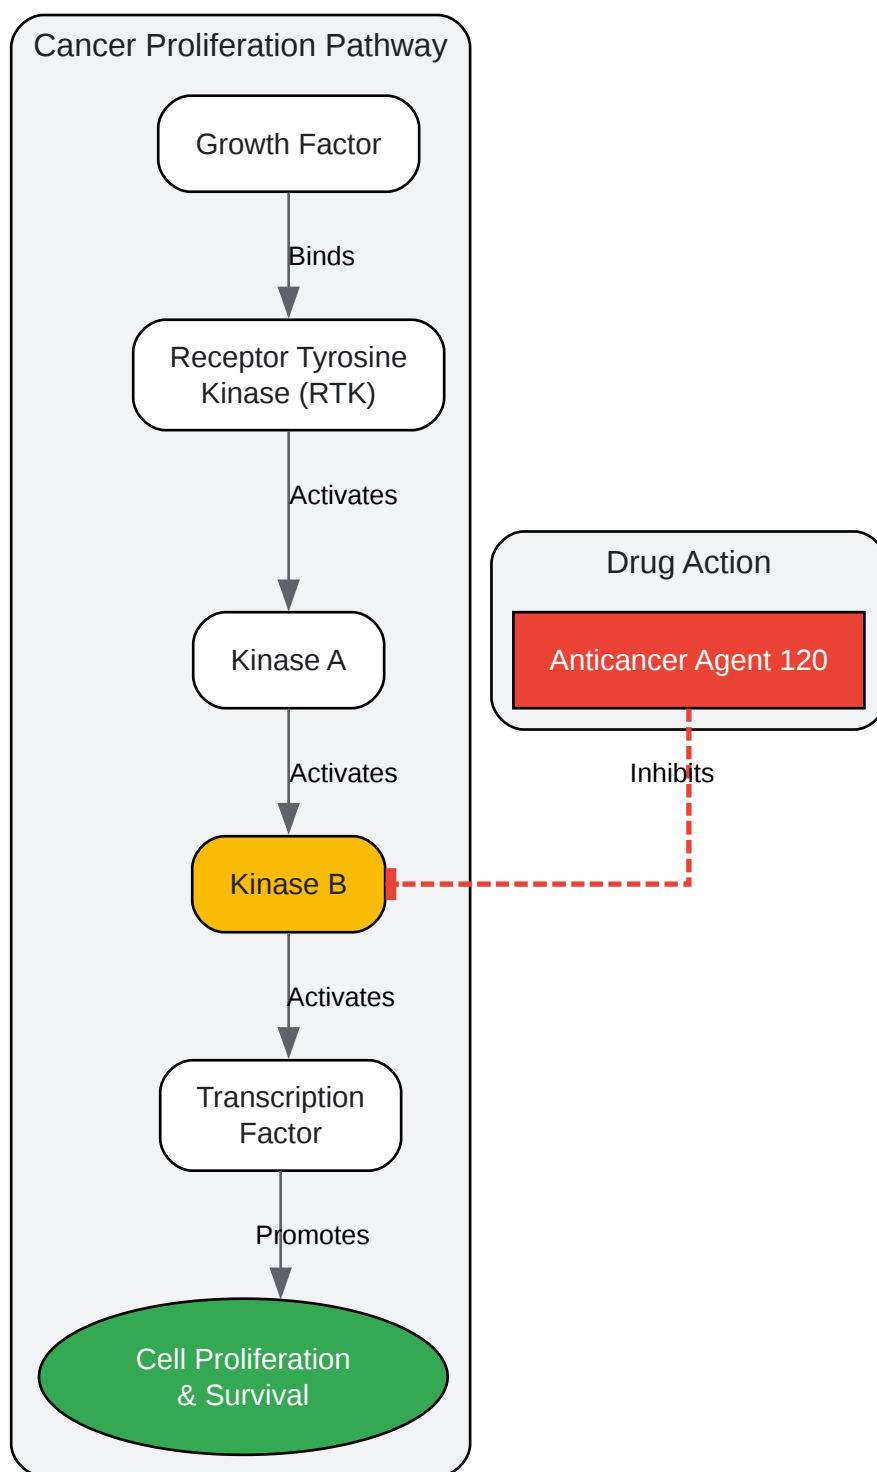 Cancer Proliferation Pathway
Growth Factor
Binds
Receptor Tyrosine
Kinase (RTK)
Activates
Drug Action
Kinase A
Anticancer Agent 120
Activates
Inhibits
Kinase B
Activates
Transcription
Factor
Promotes
Cell Proliferation
& Survival